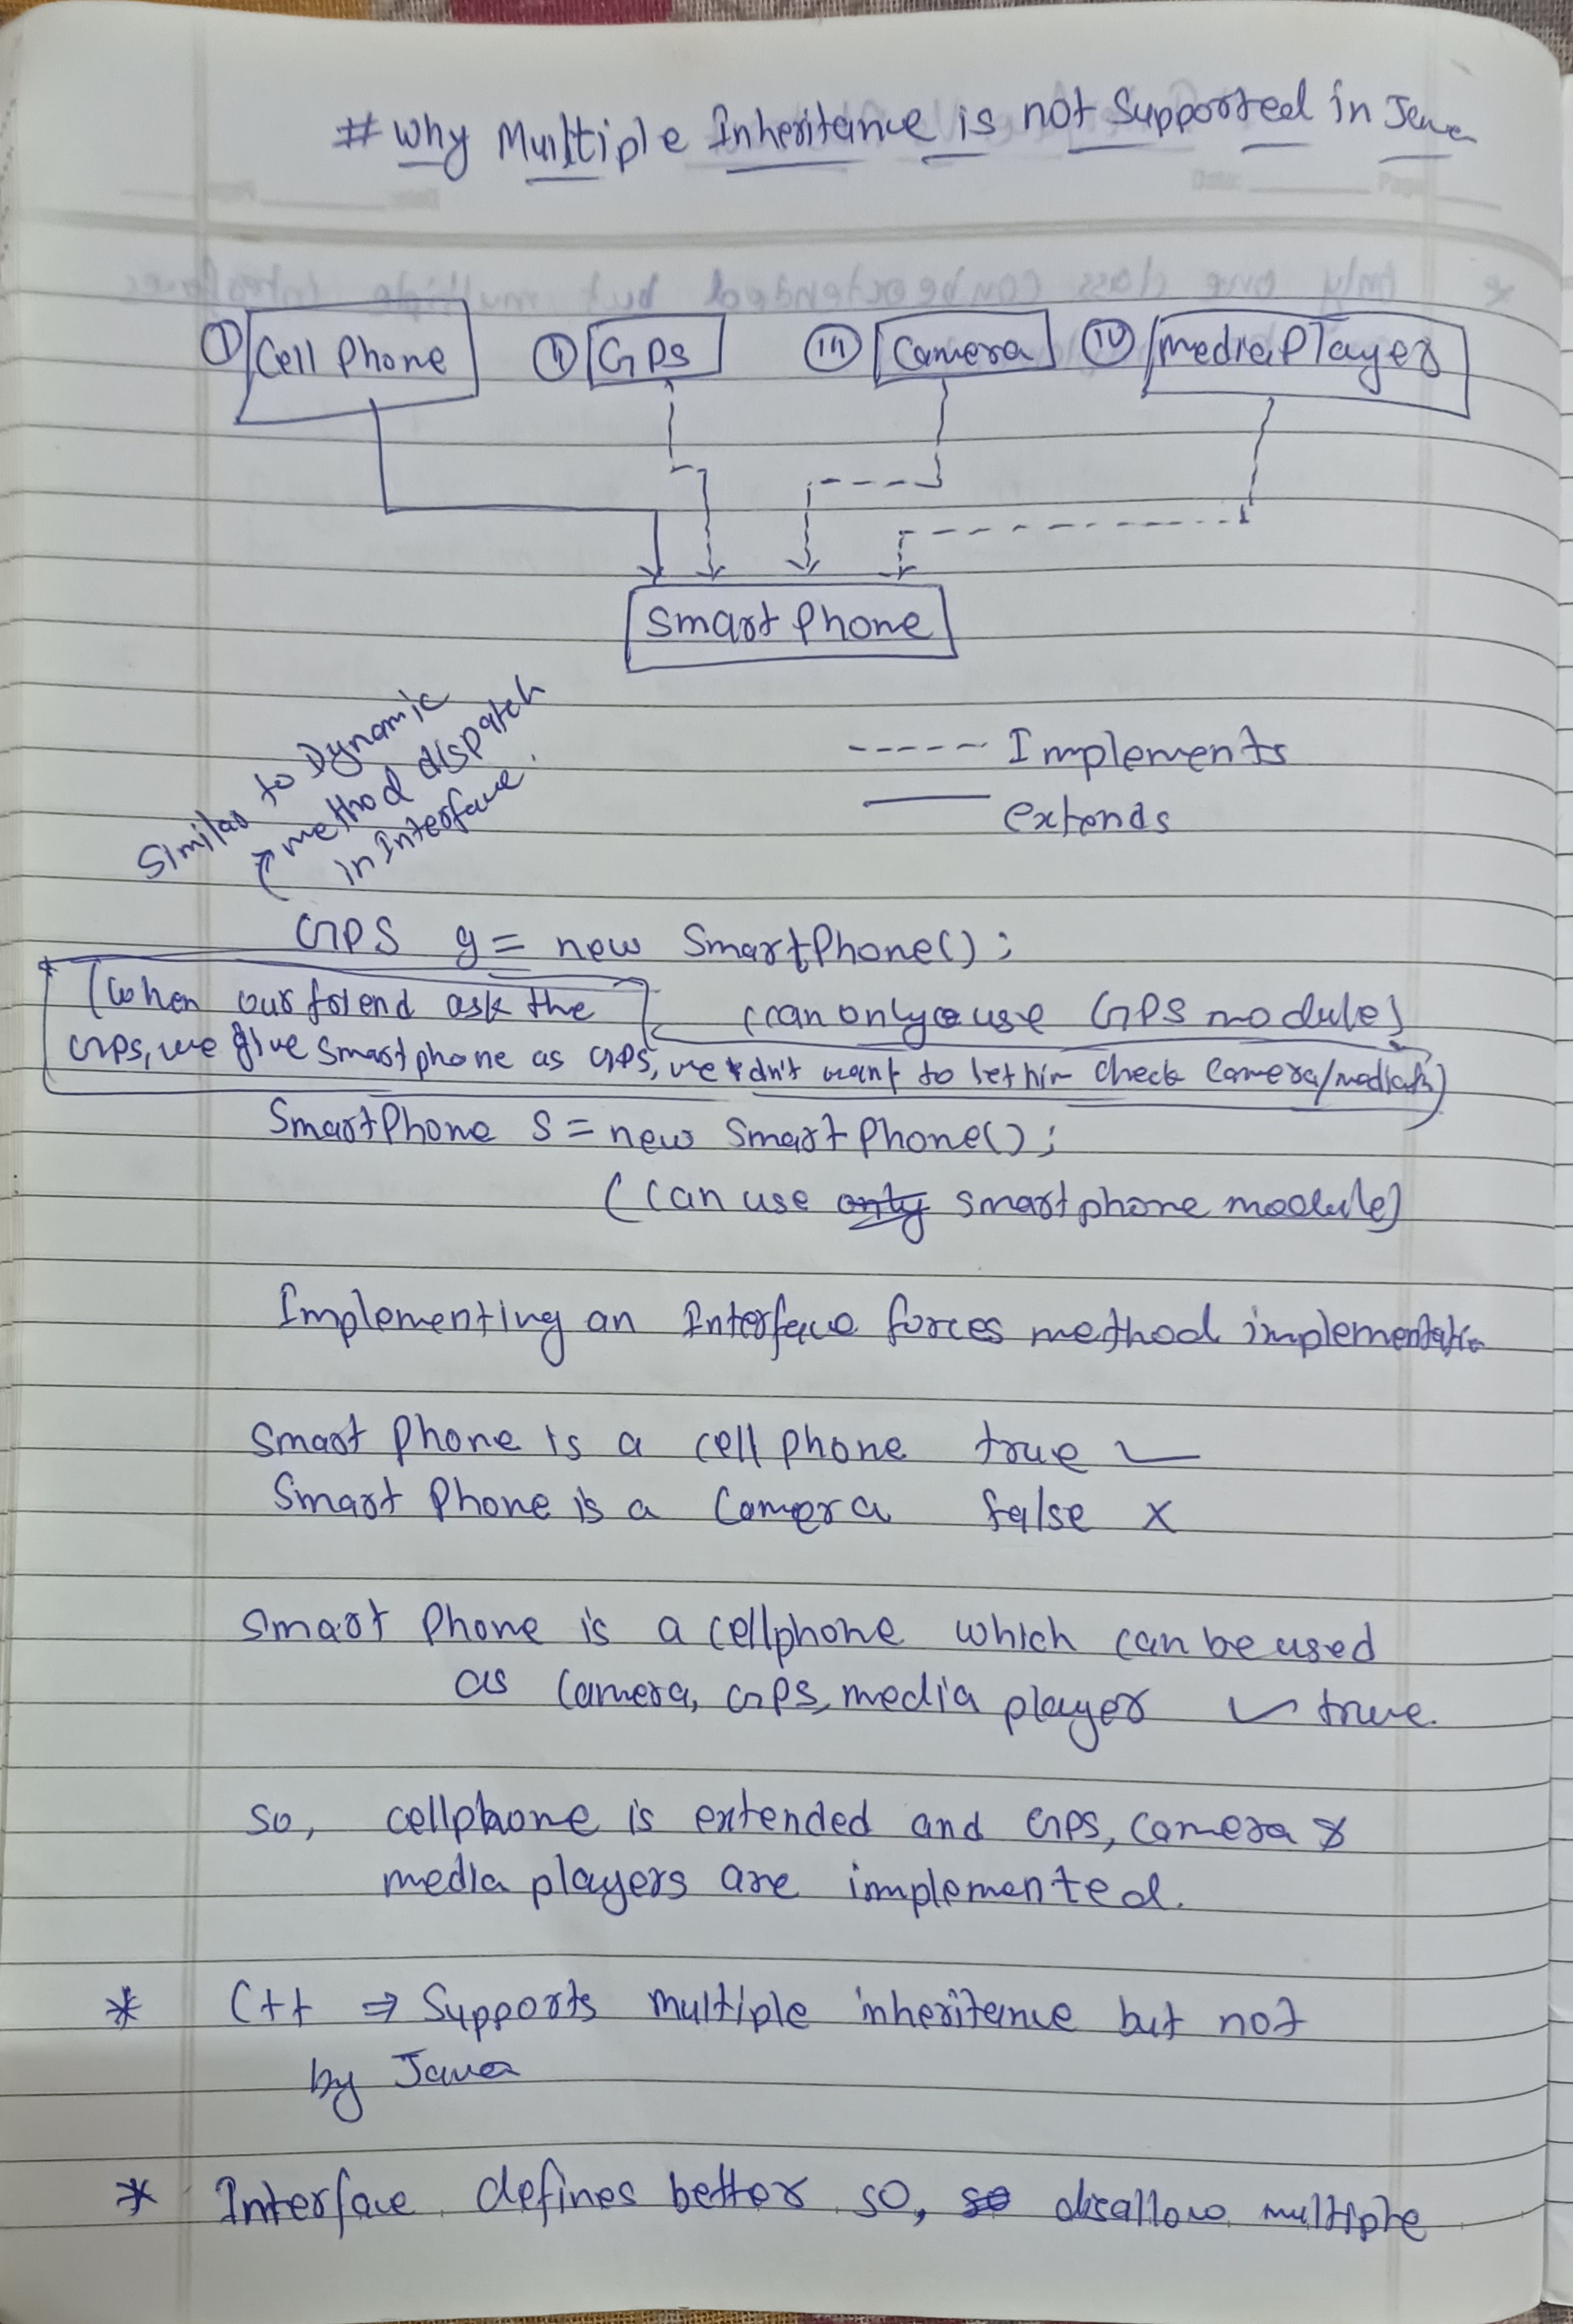 # Why Multiple Inheritance is not Supported in Java
I Cell Phone II GPS III Camera IV MediaPlayer
Smart Phone
Similar to Dynamic
method dispatch
in Interface.
----- Implements
extends
GPS g = new SmartPhone();
(When our friend ask the
(can only use GPS module)
GPS, we give smartphone as GPS, we don't want to let him check Camera/
SmartPhone S = new SmartPhone();
(can use only smartphone module)
Implementing an Interface forces method implementation
Smart Phone is a cell phone true ✓
Smart Phone is a Camera false X
Smart Phone is a cellphone which can be used
as Camera, GPS, media player ✓ true.
So, cellphone is extended and GPS, Camera &
media players are implemented.
* C++ ⇒ Supports multiple inheritence but not
by Java
* Interface defines better so, so disallow multiple